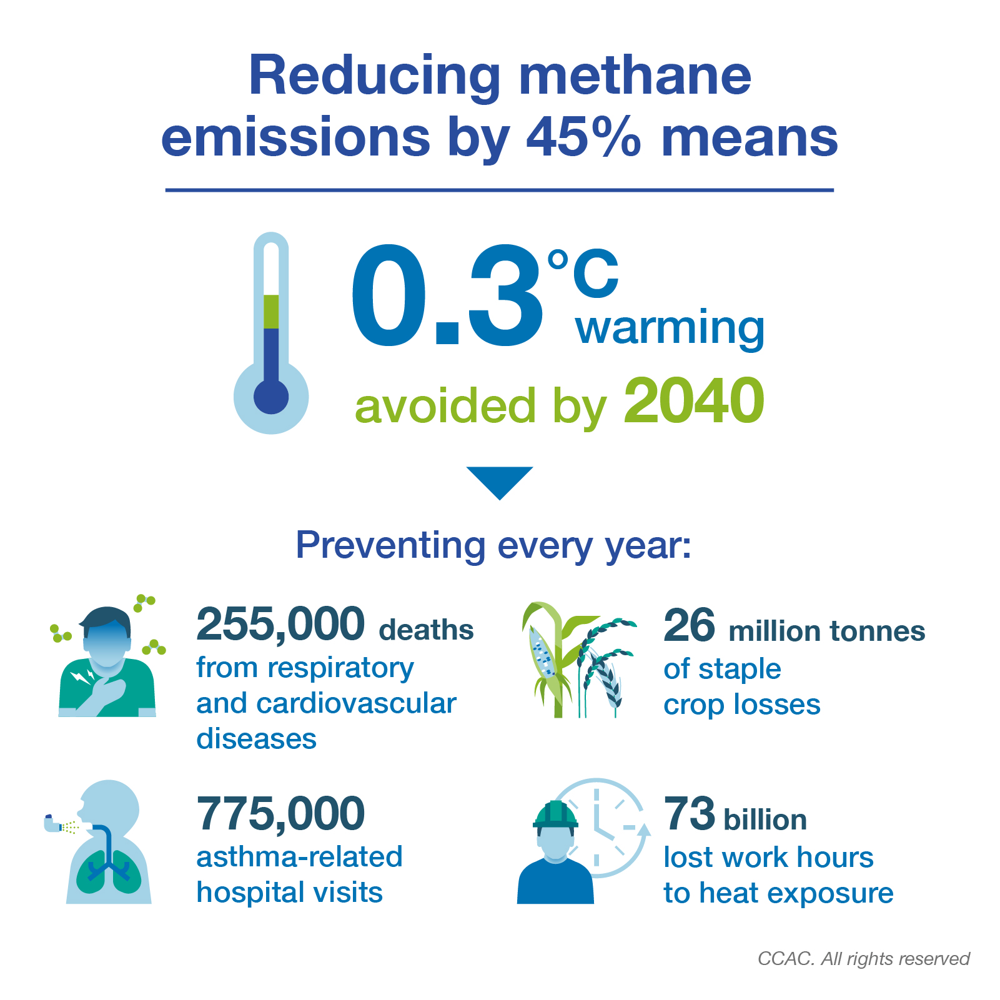 Reducing methane
emissions by 45% means
0.3°C
warming
avoided by 2040
Preventing every year:
255,000 deaths
from respiratory
and cardiovascular
diseases
26 million tonnes
of staple
crop losses
775,000
asthma-related
hospital visits
73 billion
lost work hours
to heat exposure
CCAC. All rights reserved